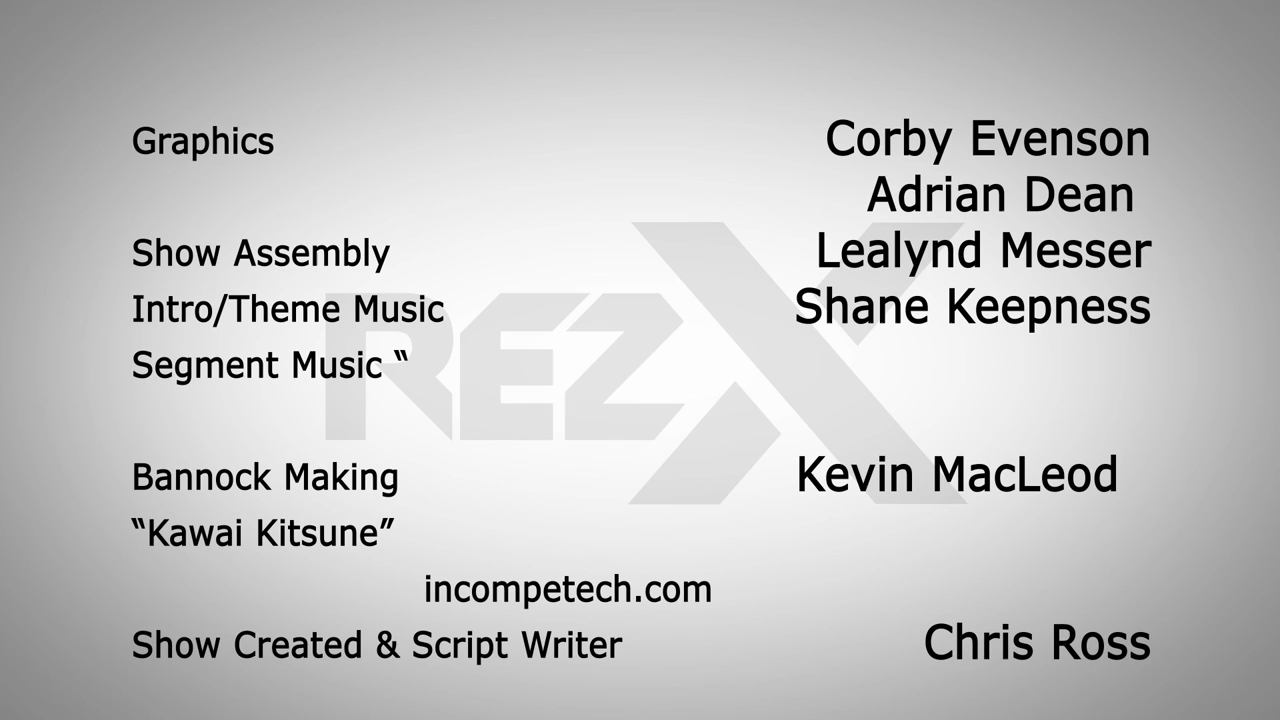 Graphics Corby Evenson
Adrian Dean
Show Assembly Lealynd Messer
Intro/Theme Music Shane Keepness
Segment Music “
REZX
Bannock Making Kevin MacLeod
“Kawai Kitsune”
incompetech.com
Show Created & Script Writer Chris Ross